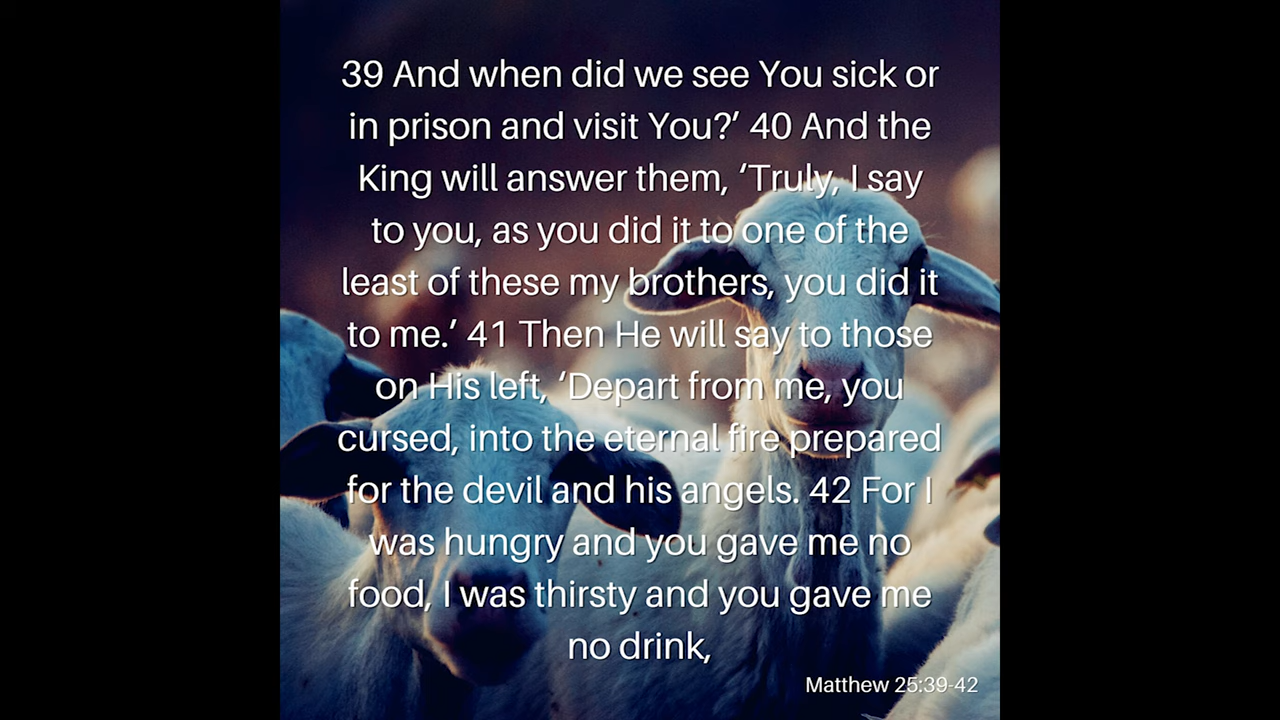 39 And when did we see You sick or
in prison and visit You?’ 40 And the
King will answer them, ‘Truly, I say
to you, as you did it to one of the
least of these my brothers, you did it
to me.’ 41 Then He will say to those
on His left, ‘Depart from me, you
cursed, into the eternal fire prepared
for the devil and his angels. 42 For I
was hungry and you gave me no
food, I was thirsty and you gave me
no drink,
Matthew 25:39-42